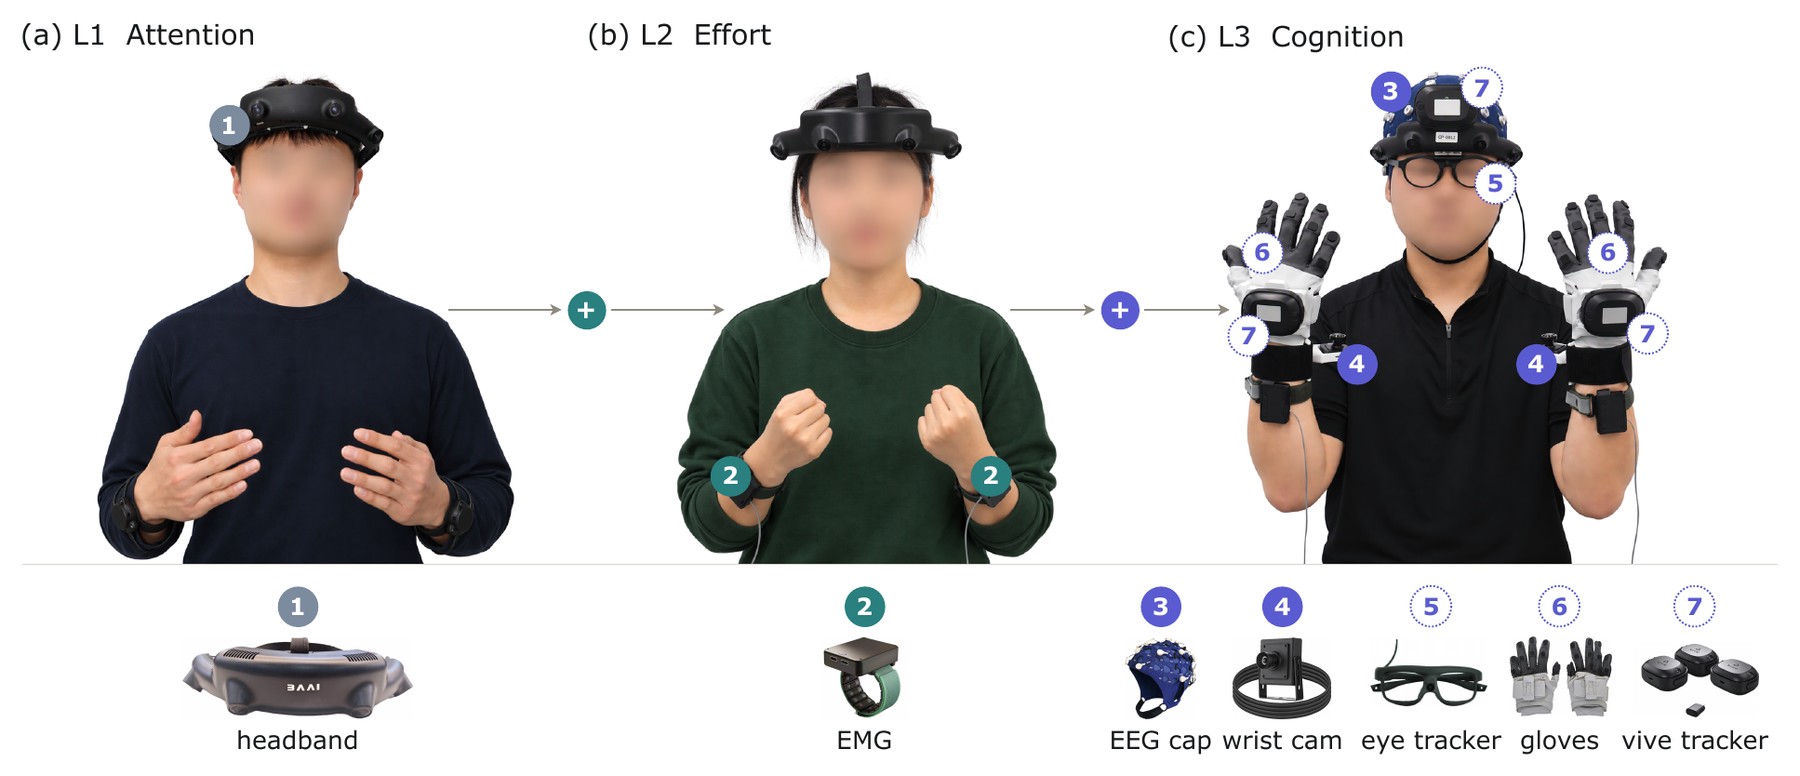 (a) L1 Attention
(b) L2 Effort
(c) L3 Cognition
1
3
7
5
6
6
+
+
7
7
4
4
2
2
1
2
3
4
5
6
7
BAAI
headband
EMG
EEG cap
wrist cam
eye tracker
gloves
vive tracker